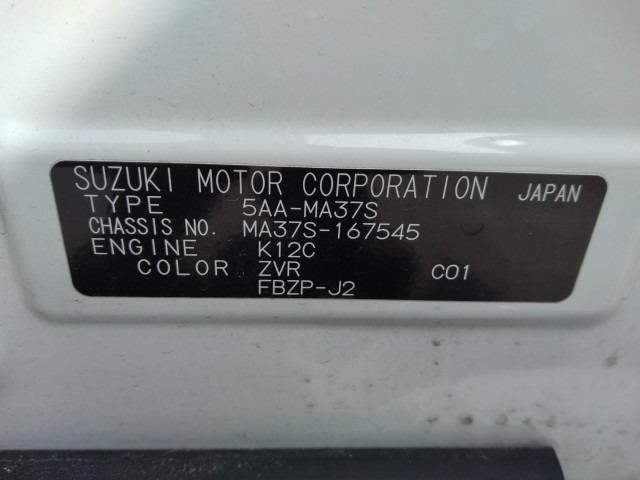 SUZUKI MOTOR CORPORATION JAPAN
TYPE 5AA-MA37S
CHASSIS NO. MA37S-167545
ENGINE K12C
COLOR ZVR C01
FBZP-J2